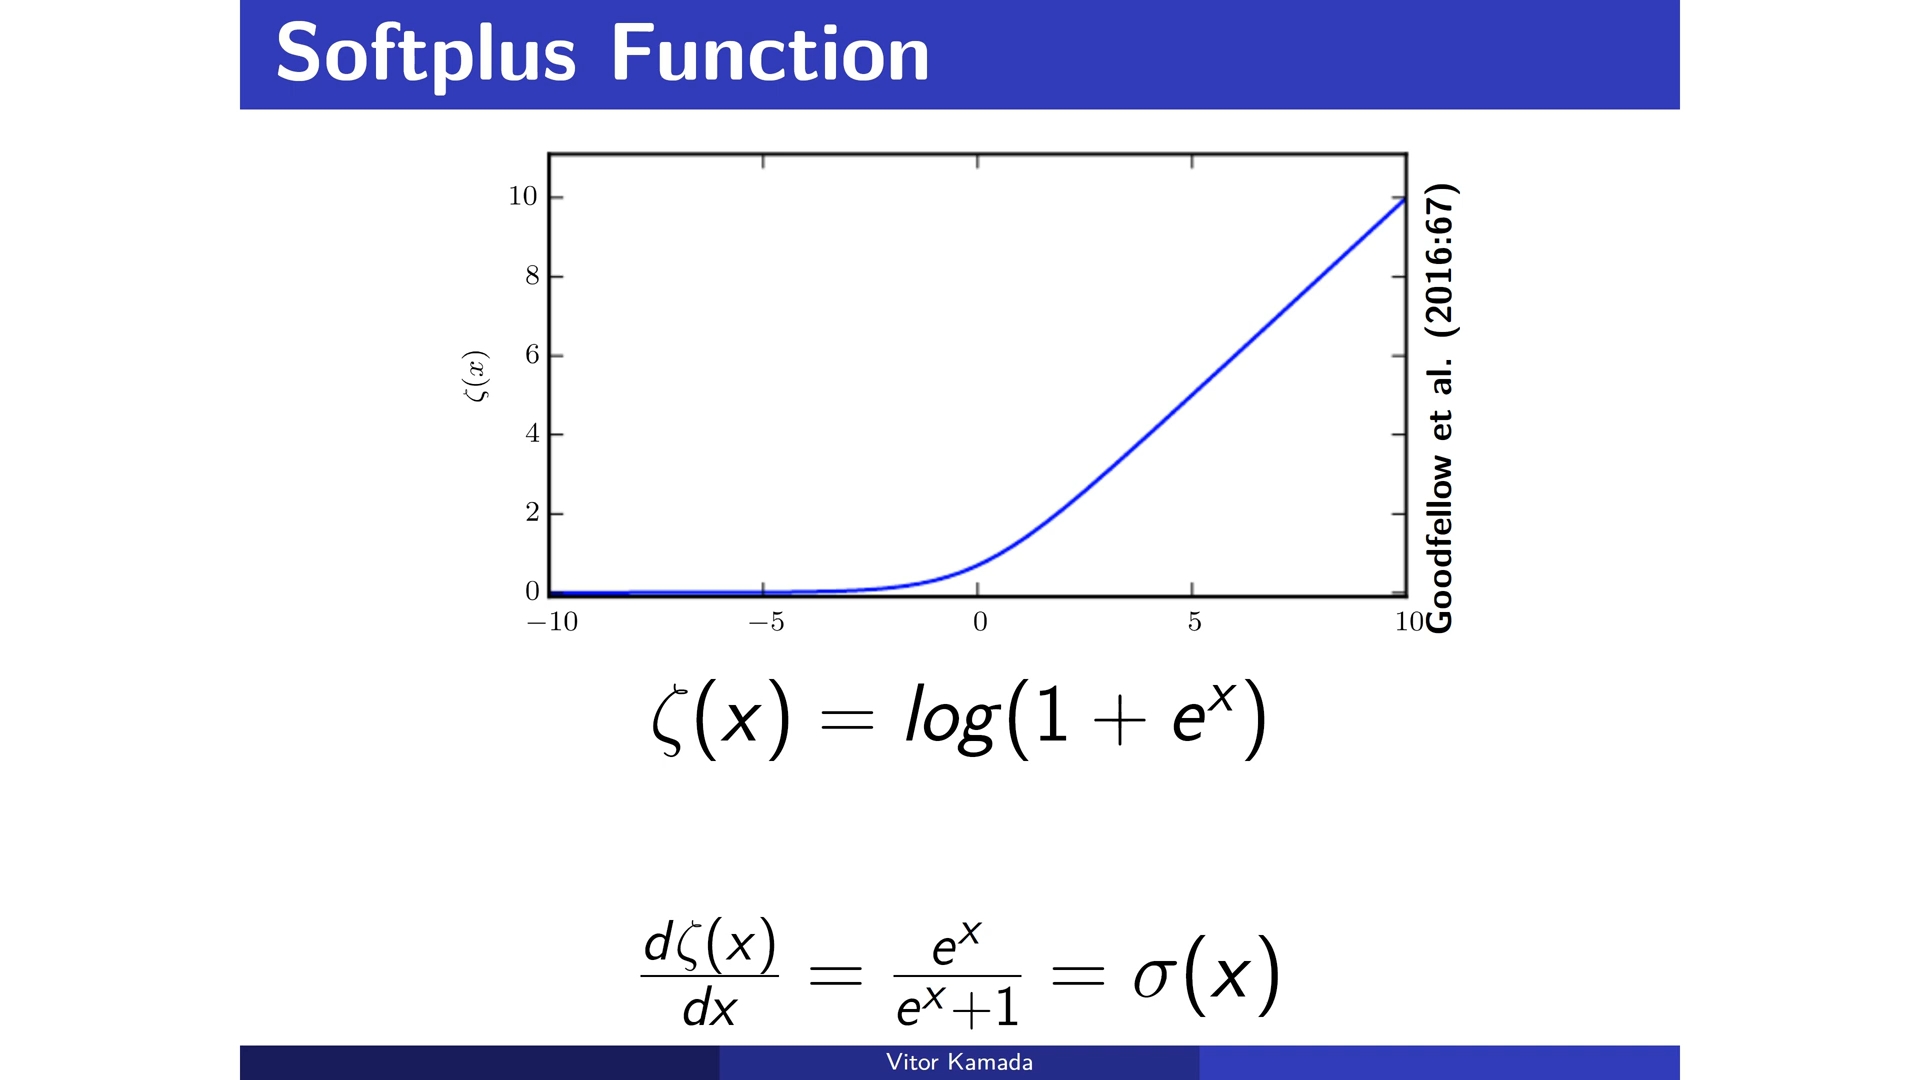 Softplus Function
10
8
6
4
2
0
ζ(x)
−10 −5 0 5 10
Goodfellow et al. (2016:67)
ζ(x) = log(1 + e^x)
dζ(x)/dx = e^x/(e^x+1) = σ(x)
Vitor Kamada